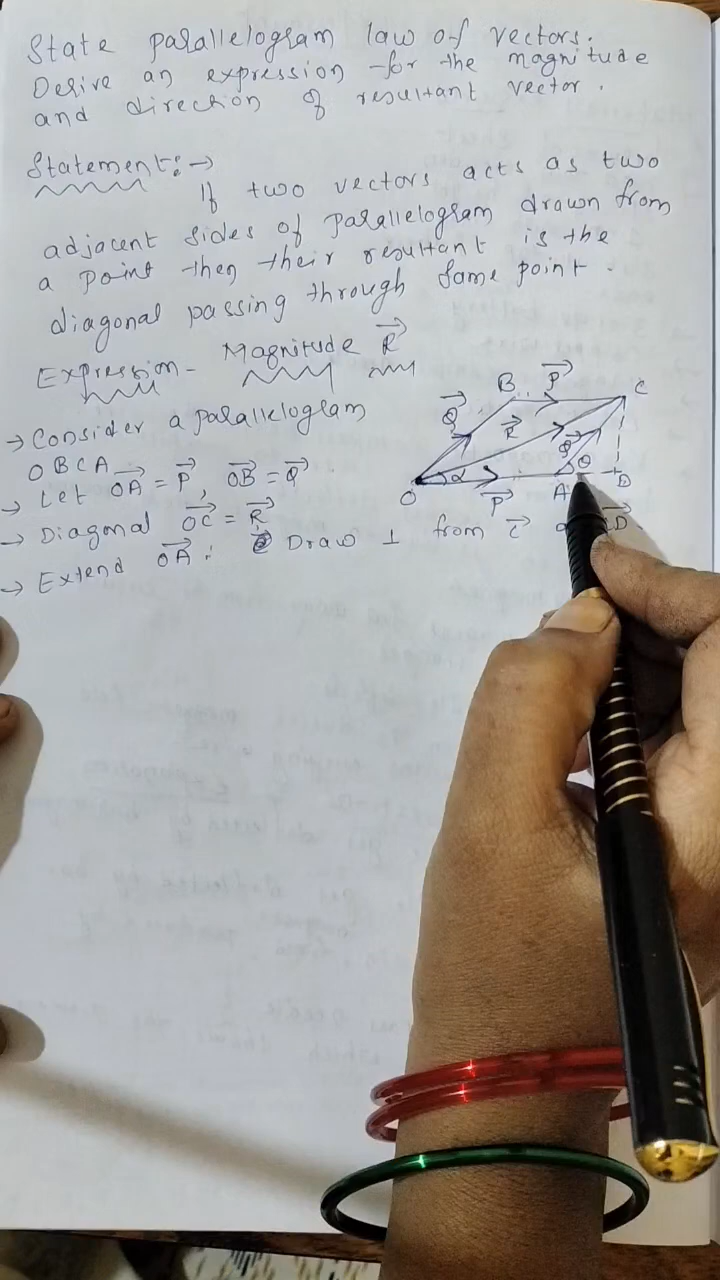 State parallelogram law of vectors.
Derive an expression for the magnitude
and direction of resultant vector.
Statement :→
If two vectors acts as two
adjacent sides of parallelogram drawn from
a point then their resultant is the
diagonal passing through same point.
Expression- Magnitude R⃗
→ Consider a parallelogram
OBCA
→ Let OA⃗ = P⃗, OB⃗ = Q⃗
→ Diagonal OC⃗ = R⃗
→ Extend OA⃗. Draw ⊥ from C⃗ D⃗.
B P⃗ C
Q⃗ R⃗ Q⃗
O α P⃗ A θ D